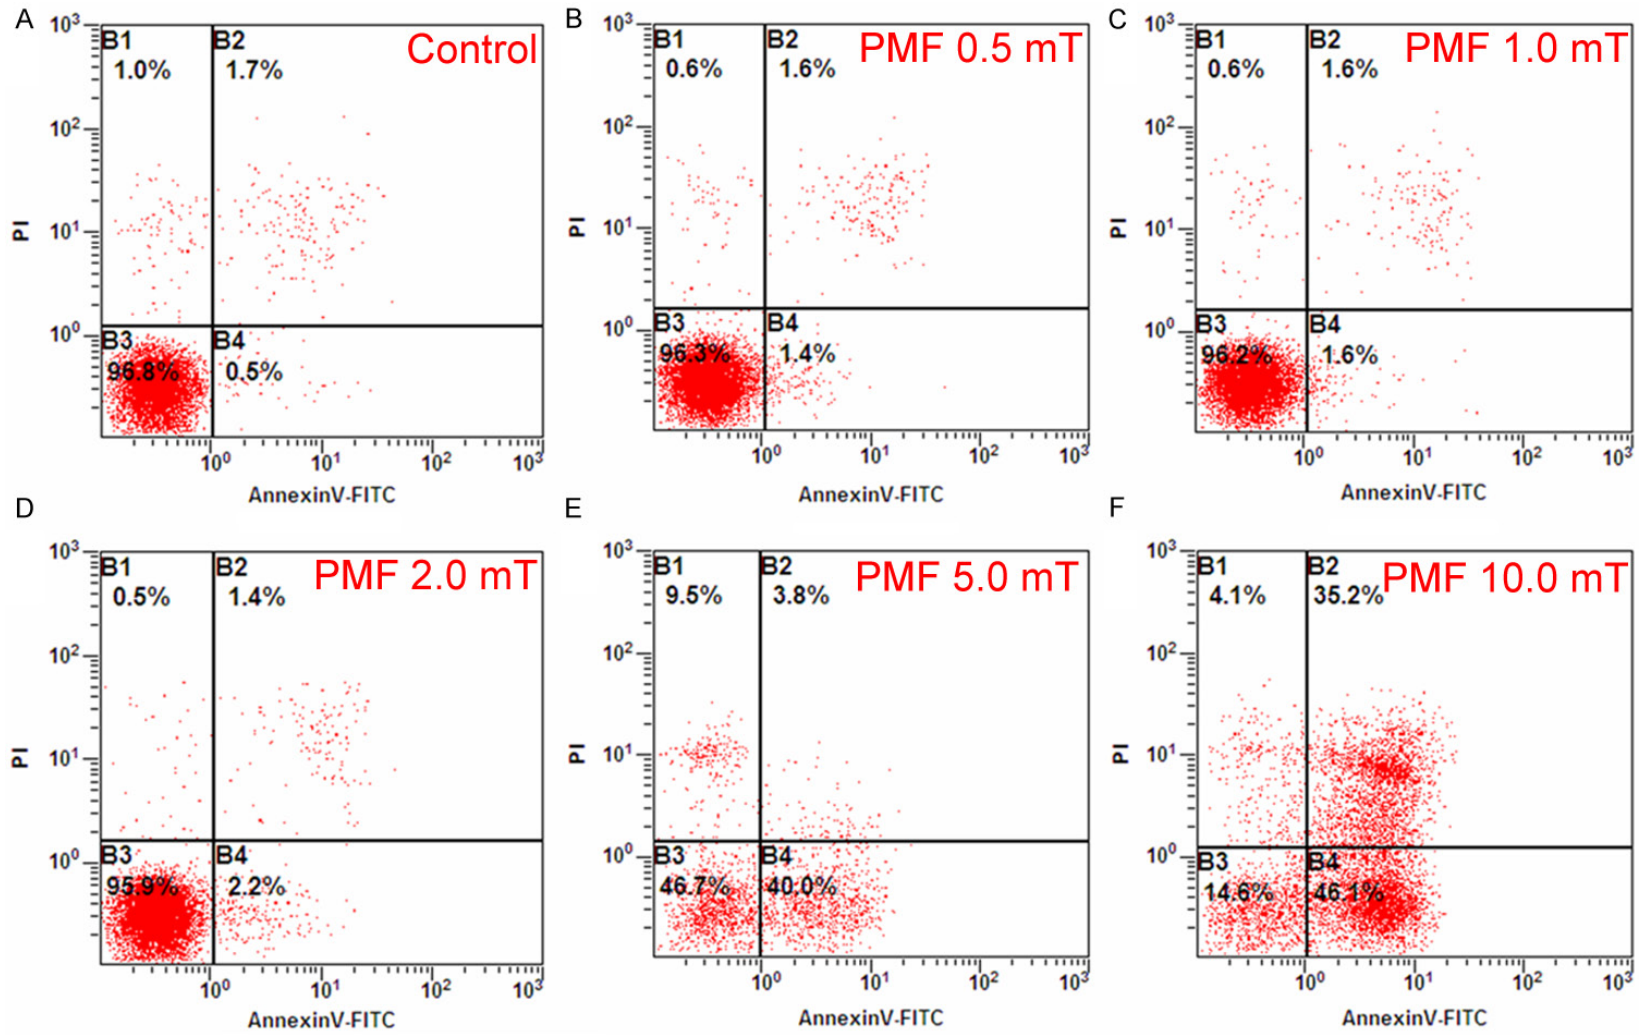 A
Control
B1
1.0%
B2
1.7%
B3
96.8%
B4
0.5%
10³
10²
10¹
10⁰
PI
10⁰ 10¹ 10² 10³
AnnexinV-FITC
B
PMF 0.5 mT
B1
0.6%
B2
1.6%
B3
96.3%
B4
1.4%
10³
10²
10¹
10⁰
PI
10⁰ 10¹ 10² 10³
AnnexinV-FITC
C
PMF 1.0 mT
B1
0.6%
B2
1.6%
B3
96.2%
B4
1.6%
10³
10²
10¹
10⁰
PI
10⁰ 10¹ 10² 10³
AnnexinV-FITC
D
PMF 2.0 mT
B1
0.5%
B2
1.4%
B3
95.9%
B4
2.2%
10³
10²
10¹
10⁰
PI
10⁰ 10¹ 10² 10³
AnnexinV-FITC
E
PMF 5.0 mT
B1
9.5%
B2
3.8%
B3
46.7%
B4
40.0%
10³
10²
10¹
10⁰
PI
10⁰ 10¹ 10² 10³
AnnexinV-FITC
F
PMF 10.0 mT
B1
4.1%
B2
35.2%
B3
14.6%
B4
46.1%
10³
10²
10¹
10⁰
PI
10⁰ 10¹ 10² 10³
AnnexinV-FITC